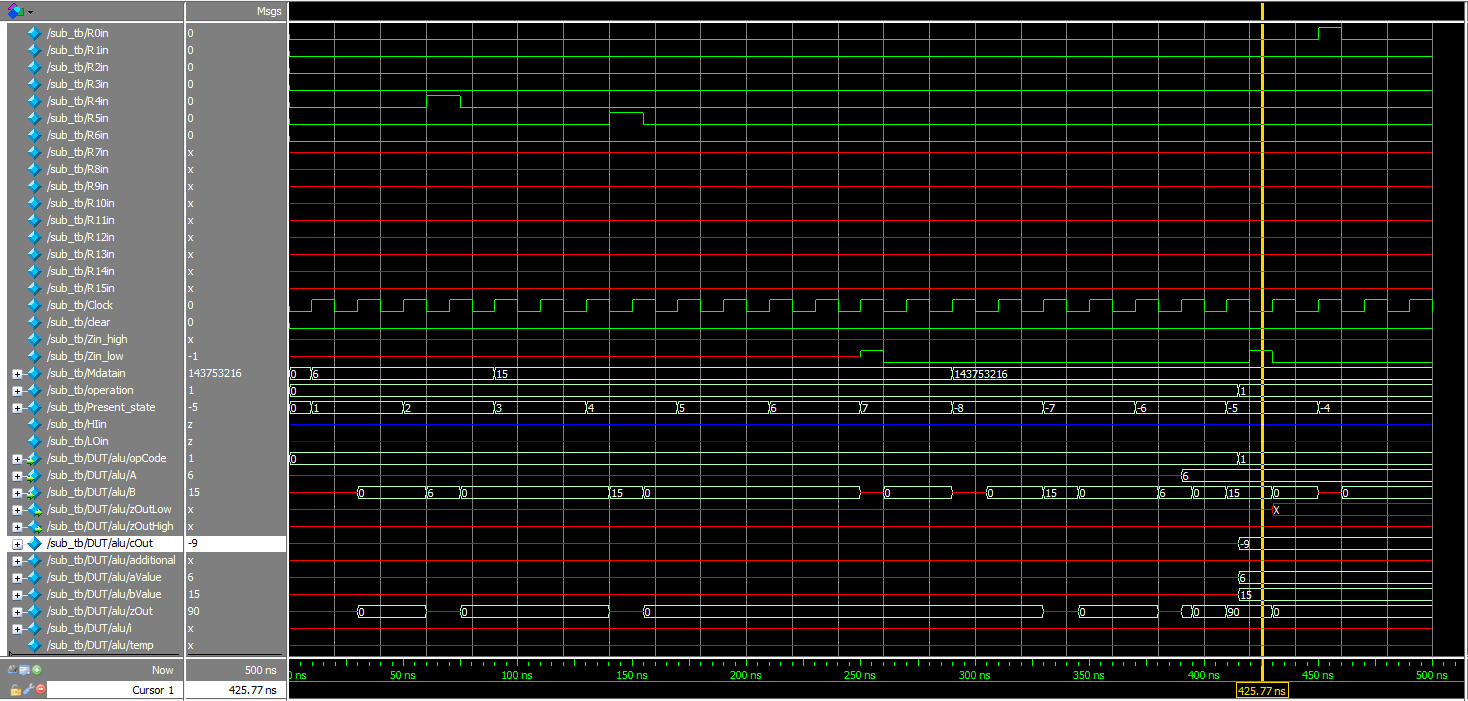 Msgs
/sub_tb/R0in 0
/sub_tb/R1in 0
/sub_tb/R2in 0
/sub_tb/R3in 0
/sub_tb/R4in 0
/sub_tb/R5in 0
/sub_tb/R6in 0
/sub_tb/R7in x
/sub_tb/R8in x
/sub_tb/R9in x
/sub_tb/R10in x
/sub_tb/R11in x
/sub_tb/R12in x
/sub_tb/R13in x
/sub_tb/R14in x
/sub_tb/R15in x
/sub_tb/Clock 0
/sub_tb/clear 0
/sub_tb/Zin_high x
/sub_tb/Zin_low -1
/sub_tb/Mdatain 143753216 0 6 15 143753216
/sub_tb/operation 1 0 1
/sub_tb/Present_state -5 0 1 2 3 4 5 6 7 -8 -7 -6 -5 -4
/sub_tb/HIin z
/sub_tb/LOin z
/sub_tb/DUT/alu/opCode 1 0 1
/sub_tb/DUT/alu/A 6 6
/sub_tb/DUT/alu/B 15 0 6 0 15 0 0 0 15 0 6 0 15 0 0
/sub_tb/DUT/alu/zOutLow x X
/sub_tb/DUT/alu/zOutHigh x
/sub_tb/DUT/alu/cOut -9 -9
/sub_tb/DUT/alu/additional x
/sub_tb/DUT/alu/aValue 6 6
/sub_tb/DUT/alu/bValue 15 15
/sub_tb/DUT/alu/zOut 90 0 0 0 0 0 90 0
/sub_tb/DUT/alu/i x
/sub_tb/DUT/alu/temp x
Now 500 ns ns 50 ns 100 ns 150 ns 200 ns 250 ns 300 ns 350 ns 400 ns 450 ns 500 ns
Cursor 1 425.77 ns 425.77 ns